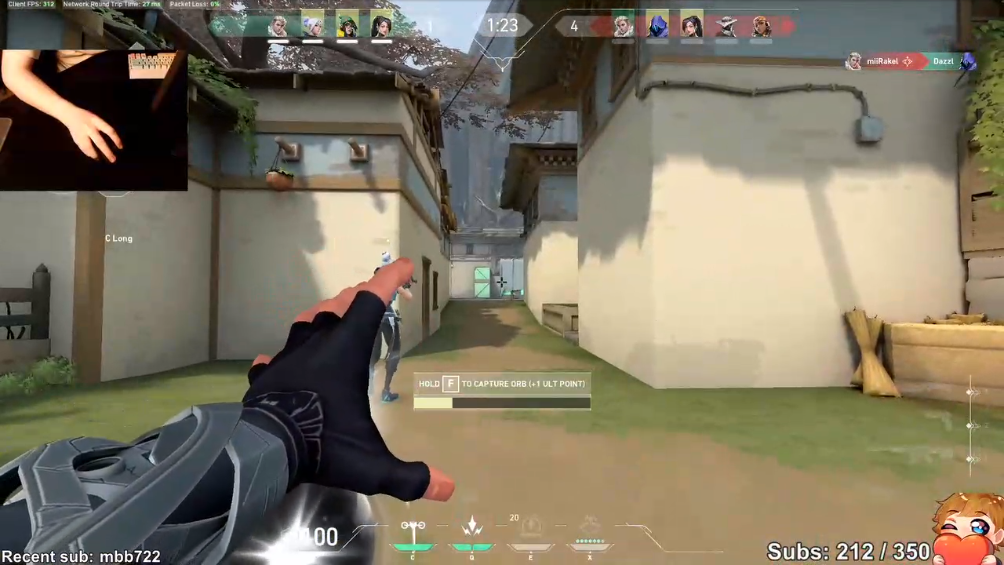 Client FPS: 312 Network Round Trip Time: 27 ms Packet Loss: 0%
1 1:23 4
miiRakel Dazzl
C Long
HOLD F TO CAPTURE ORB (+1 ULT POINT)
20
C Q E X
Recent sub: mbb722
Subs: 212 / 350